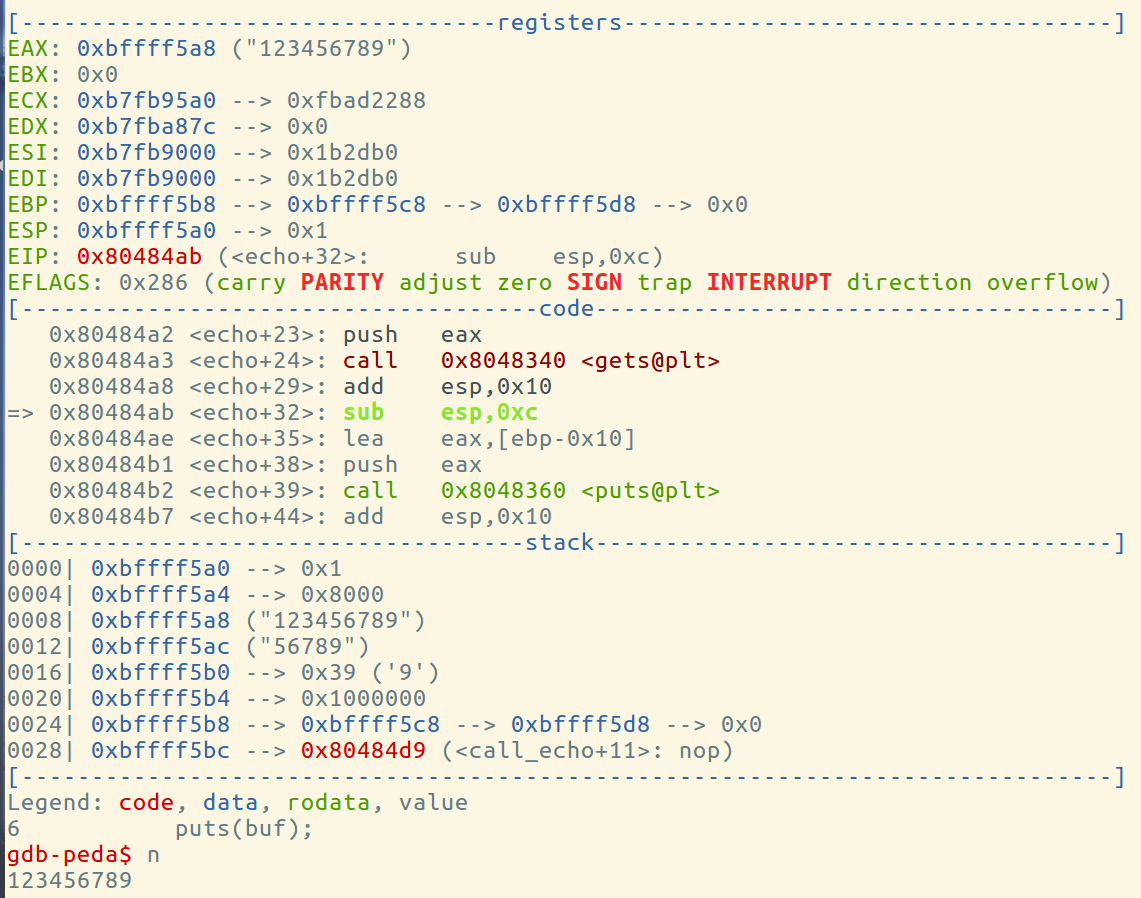 [----------------------------------registers-----------------------------------]
EAX: 0xbffff5a8 ("123456789")
EBX: 0x0
ECX: 0xb7fb95a0 --> 0xfbad2288
EDX: 0xb7fba87c --> 0x0
ESI: 0xb7fb9000 --> 0x1b2db0
EDI: 0xb7fb9000 --> 0x1b2db0
EBP: 0xbffff5b8 --> 0xbffff5c8 --> 0xbffff5d8 --> 0x0
ESP: 0xbffff5a0 --> 0x1
EIP: 0x80484ab (<echo+32>:      sub    esp,0xc)
EFLAGS: 0x286 (carry PARITY adjust zero SIGN trap INTERRUPT direction overflow)
[-------------------------------------code-------------------------------------]
   0x80484a2 <echo+23>: push   eax
   0x80484a3 <echo+24>: call   0x8048340 <gets@plt>
   0x80484a8 <echo+29>: add    esp,0x10
=> 0x80484ab <echo+32>: sub    esp,0xc
   0x80484ae <echo+35>: lea    eax,[ebp-0x10]
   0x80484b1 <echo+38>: push   eax
   0x80484b2 <echo+39>: call   0x8048360 <puts@plt>
   0x80484b7 <echo+44>: add    esp,0x10
[------------------------------------stack-------------------------------------]
0000| 0xbffff5a0 --> 0x1
0004| 0xbffff5a4 --> 0x8000
0008| 0xbffff5a8 ("123456789")
0012| 0xbffff5ac ("56789")
0016| 0xbffff5b0 --> 0x39 ('9')
0020| 0xbffff5b4 --> 0x1000000
0024| 0xbffff5b8 --> 0xbffff5c8 --> 0xbffff5d8 --> 0x0
0028| 0xbffff5bc --> 0x80484d9 (<call_echo+11>: nop)
[------------------------------------------------------------------------------]
Legend: code, data, rodata, value
6           puts(buf);
gdb-peda$ n
123456789